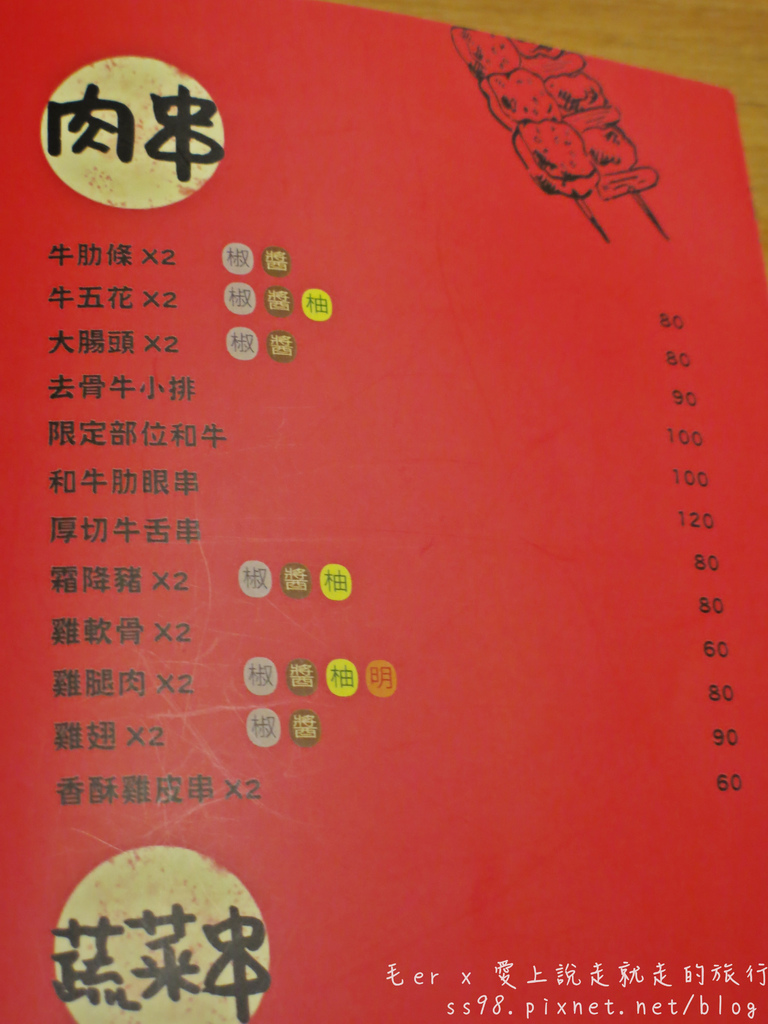 肉串
牛肋條 X2 椒 醬 80
牛五花 X2 椒 醬 柚 80
大腸頭 X2 椒 醬 90
去骨牛小排 100
限定部位和牛 100
和牛肋眼串 120
厚切牛舌串 80
霜降豬 X2 椒 醬 柚 80
雞軟骨 X2 60
雞腿肉 X2 椒 醬 柚 明 80
雞翅 X2 椒 醬 90
香酥雞皮串 X2 60
蔬菜串
毛er x 愛上說走就走的旅行
ss98.pixnet.net/blog